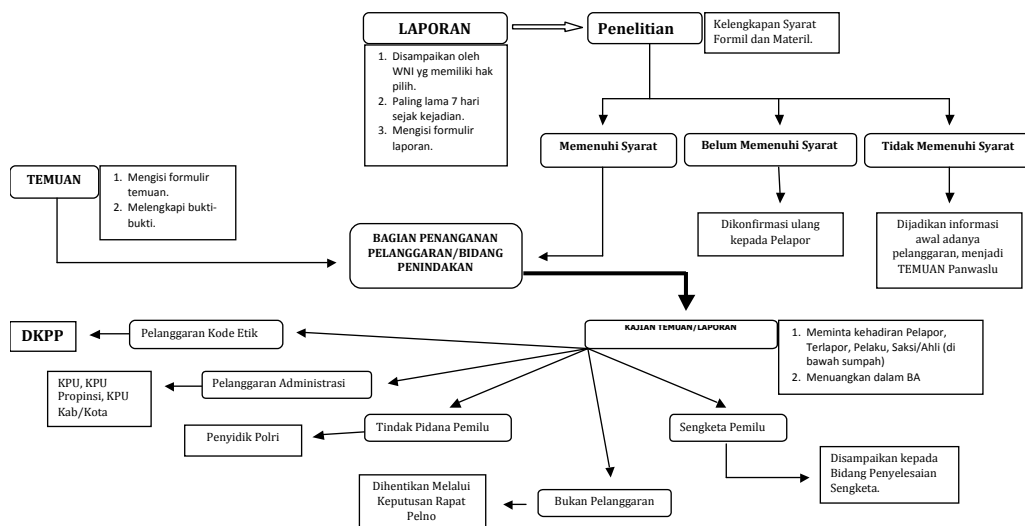 LAPORAN
Penelitian
Kelengkapan Syarat
Formil dan Materil.
1. Disampaikan oleh
WNI yg memiliki hak
pilih.
2. Paling lama 7 hari
sejak kejadian.
3. Mengisi formulir
laporan.
Memenuhi Syarat
Belum Memenuhi Syarat
Tidak Memenuhi Syarat
TEMUAN
1. Mengisi formulir
temuan.
2. Melengkapi bukti-
bukti.
Dikonfirmasi ulang
kepada Pelapor
Dijadikan informasi
awal adanya
pelanggaran, menjadi
TEMUAN Panwaslu
BAGIAN PENANGANAN
PELANGGARAN/BIDANG
PENINDAKAN
KAJIAN TEMUAN/LAPORAN
1. Meminta kehadiran Pelapor,
Terlapor, Pelaku, Saksi/Ahli (di
bawah sumpah)
2. Menuangkan dalam BA
DKPP
Pelanggaran Kode Etik
KPU, KPU
Propinsi, KPU
Kab/Kota
Pelanggaran Administrasi
Penyidik Polri
Tindak Pidana Pemilu
Sengketa Pemilu
Disampaikan kepada
Bidang Penyelesaian
Sengketa.
Dihentikan Melalui
Keputusan Rapat
Pelno
Bukan Pelanggaran